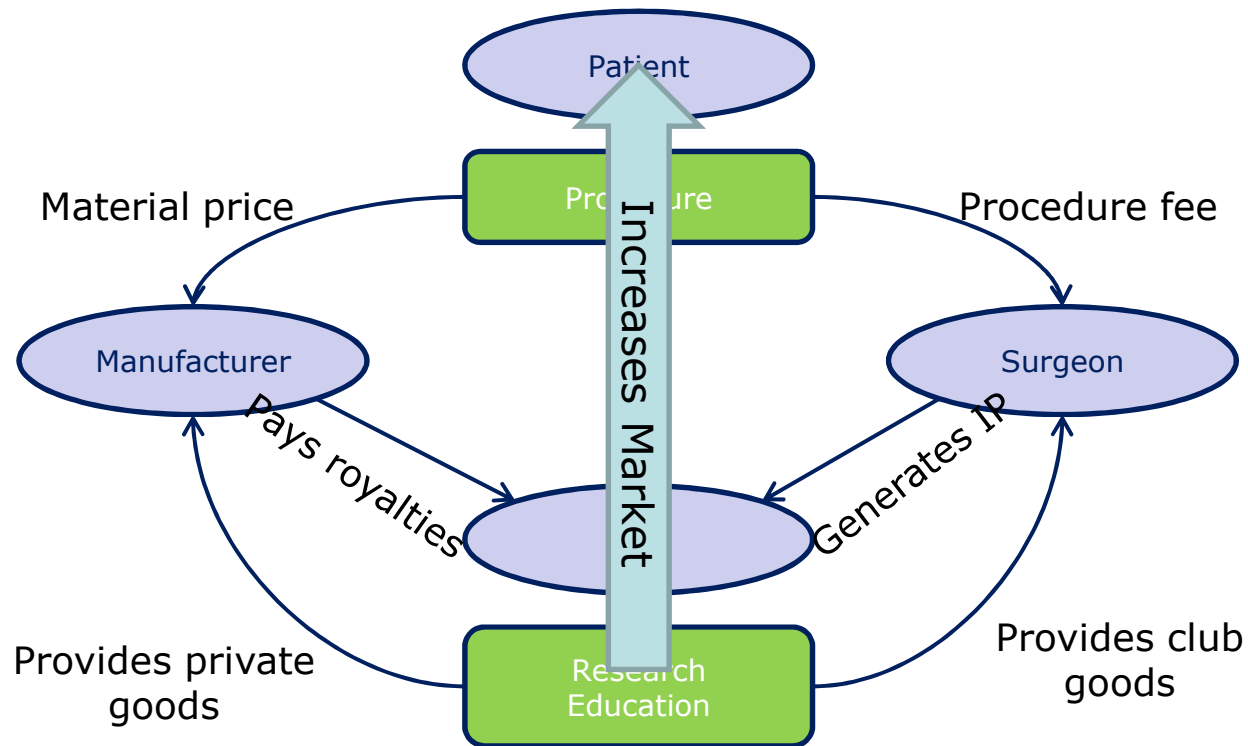 Patient
Procedure
Material price
Procedure fee
Increases Market
Manufacturer
Surgeon
Pays royalties
Generates IP
Provides private
goods
Research
Education
Provides club
goods